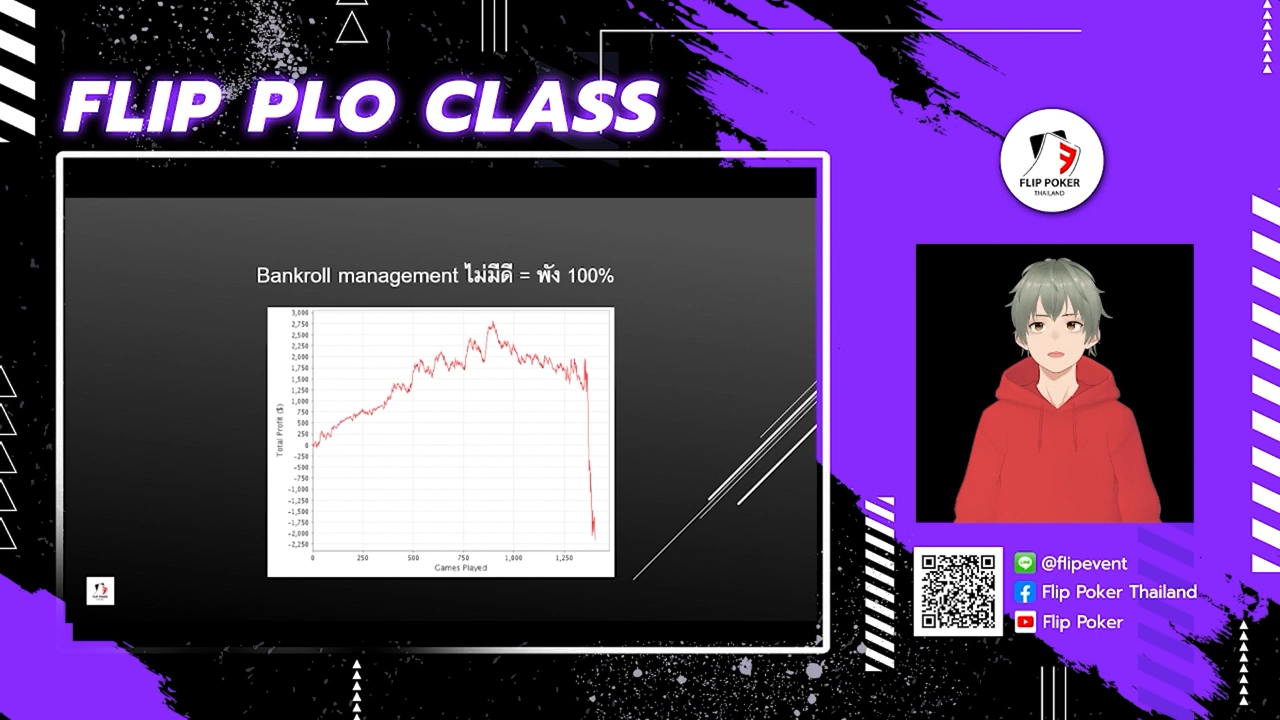 FLIP PLO CLASS
FLIP POKER
THAILAND
Bankroll management ไม่มีดี = พัง 100%
3,000
2,750
2,500
2,250
2,000
1,750
1,500
1,250
1,000
750
500
250
0
-250
-500
-750
-1,000
-1,250
-1,500
-1,750
-2,000
-2,250
Total Profit ($)
0 250 500 750 1,000 1,250
Games Played
@flipevent
Flip Poker Thailand
Flip Poker